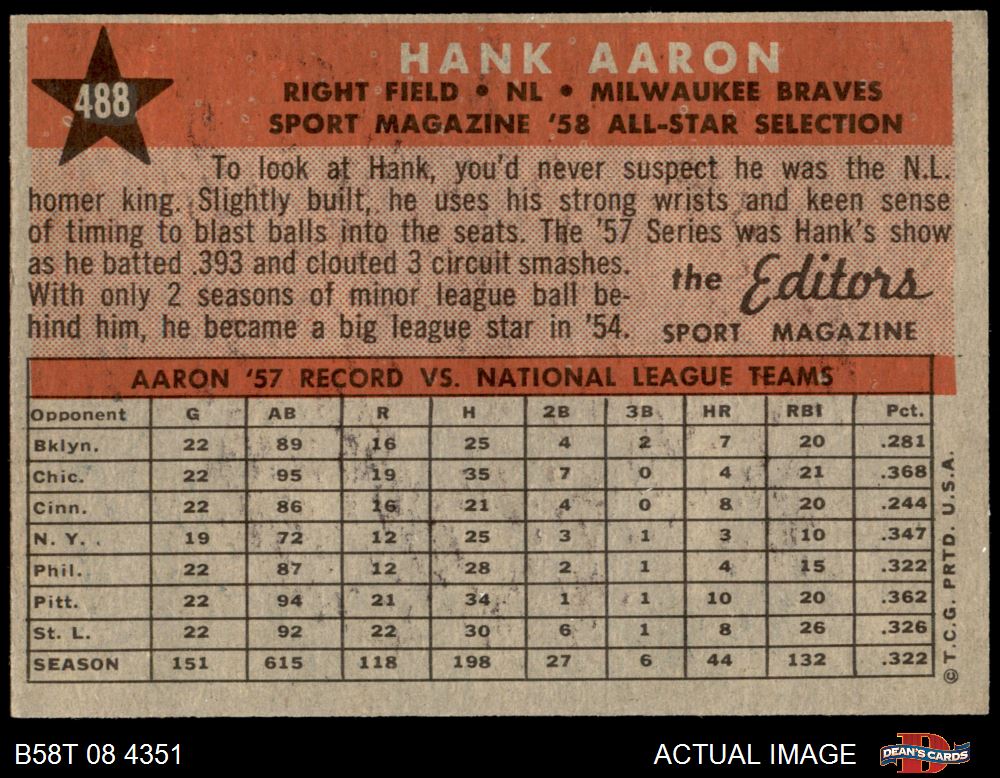 HANK AARON
488
RIGHT FIELD • NL • MILWAUKEE BRAVES
SPORT MAGAZINE '58 ALL-STAR SELECTION
To look at Hank, you'd never suspect he was the N.L.
homer king. Slightly built, he uses his strong wrists and keen sense
of timing to blast balls into the seats. The '57 Series was Hank's show
as he batted .393 and clouted 3 circuit smashes.
With only 2 seasons of minor league ball be-
hind him, he became a big league star in '54.
the Editors
SPORT MAGAZINE
AARON '57 RECORD VS. NATIONAL LEAGUE TEAMS
Opponent G AB R H 2B 3B HR RBI Pct.
Bklyn. 22 89 16 25 4 2 7 20 .281
Chic. 22 95 19 35 7 0 4 21 .368
Cinn. 22 86 16 21 4 0 8 20 .244
N. Y. . 19 72 12 25 3 1 3 10 .347
Phil. 22 87 12 28 2 1 4 15 .322
Pitt. 22 94 21 34 1 1 10 20 .362
St. L. 22 92 22 30 6 1 8 26 .326
SEASON 151 615 118 198 27 6 44 132 .322
© T.C.G. PRTD. U.S.A.
B58T 08 4351
ACTUAL IMAGE
DEAN'S CARDS